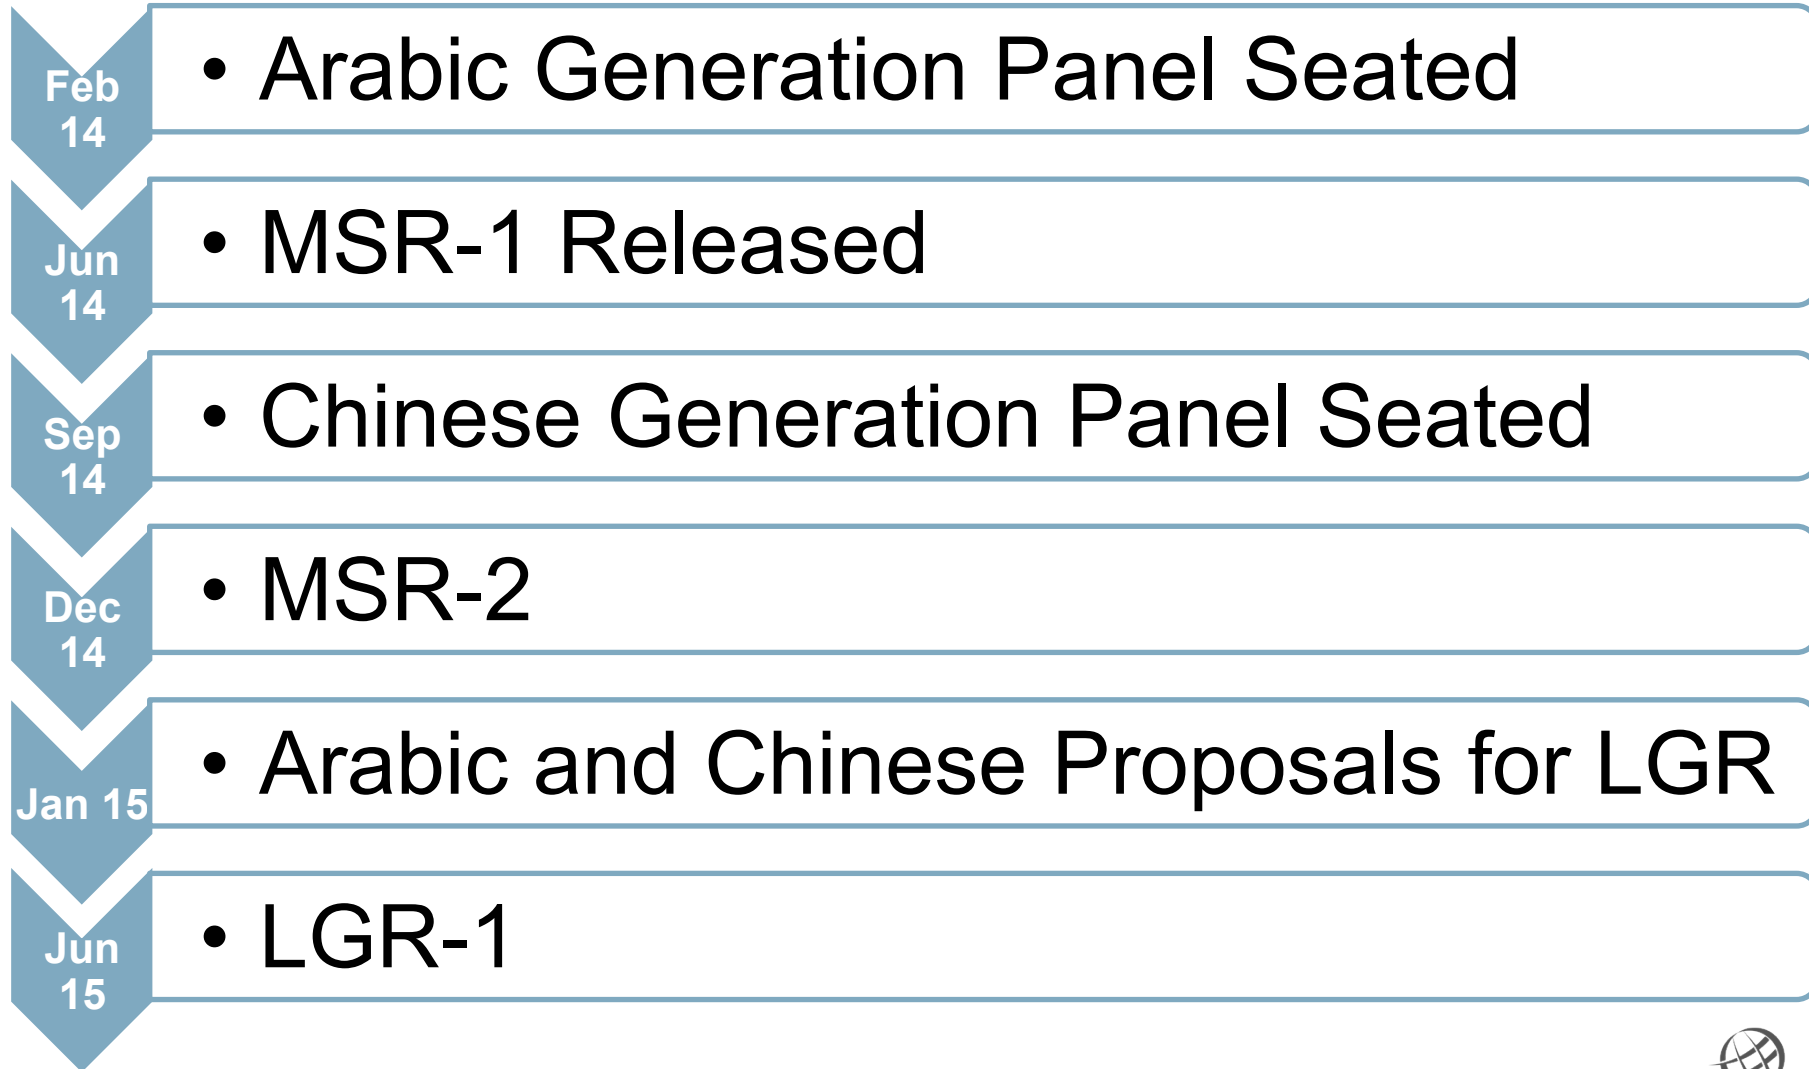 Feb
14
• Arabic Generation Panel Seated
Jun
14
• MSR-1 Released
Sep
14
• Chinese Generation Panel Seated
Dec
14
• MSR-2
Jan 15
• Arabic and Chinese Proposals for LGR
Jun
15
• LGR-1